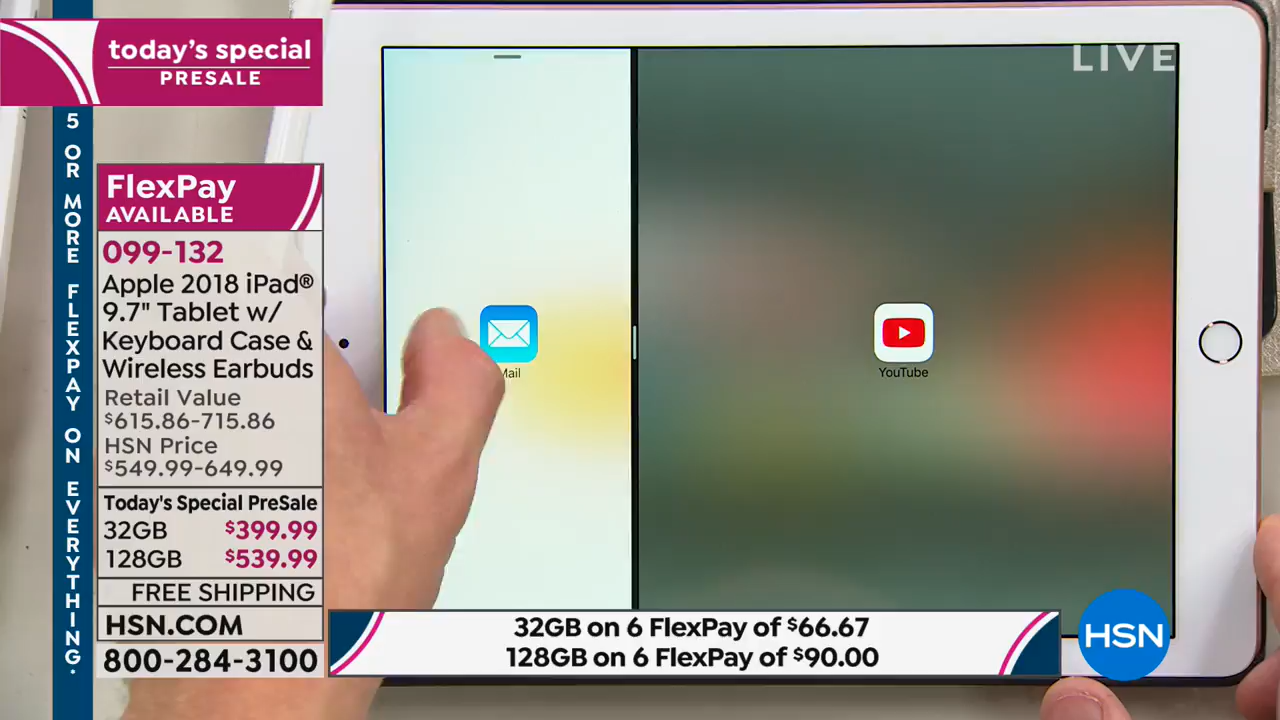 today's special
PRESALE
LIVE
5 OR MORE FLEXPAY ON EVERYTHING.
FlexPay
AVAILABLE
099-132
Apple 2018 iPad®
9.7" Tablet w/
Keyboard Case &
Wireless Earbuds
Retail Value
$615.86-715.86
HSN Price
$549.99-649.99
Today's Special PreSale
32GB $399.99
128GB $539.99
FREE SHIPPING
HSN.COM
800-284-3100
Mail
YouTube
32GB on 6 FlexPay of $66.67
128GB on 6 FlexPay of $90.00
HSN